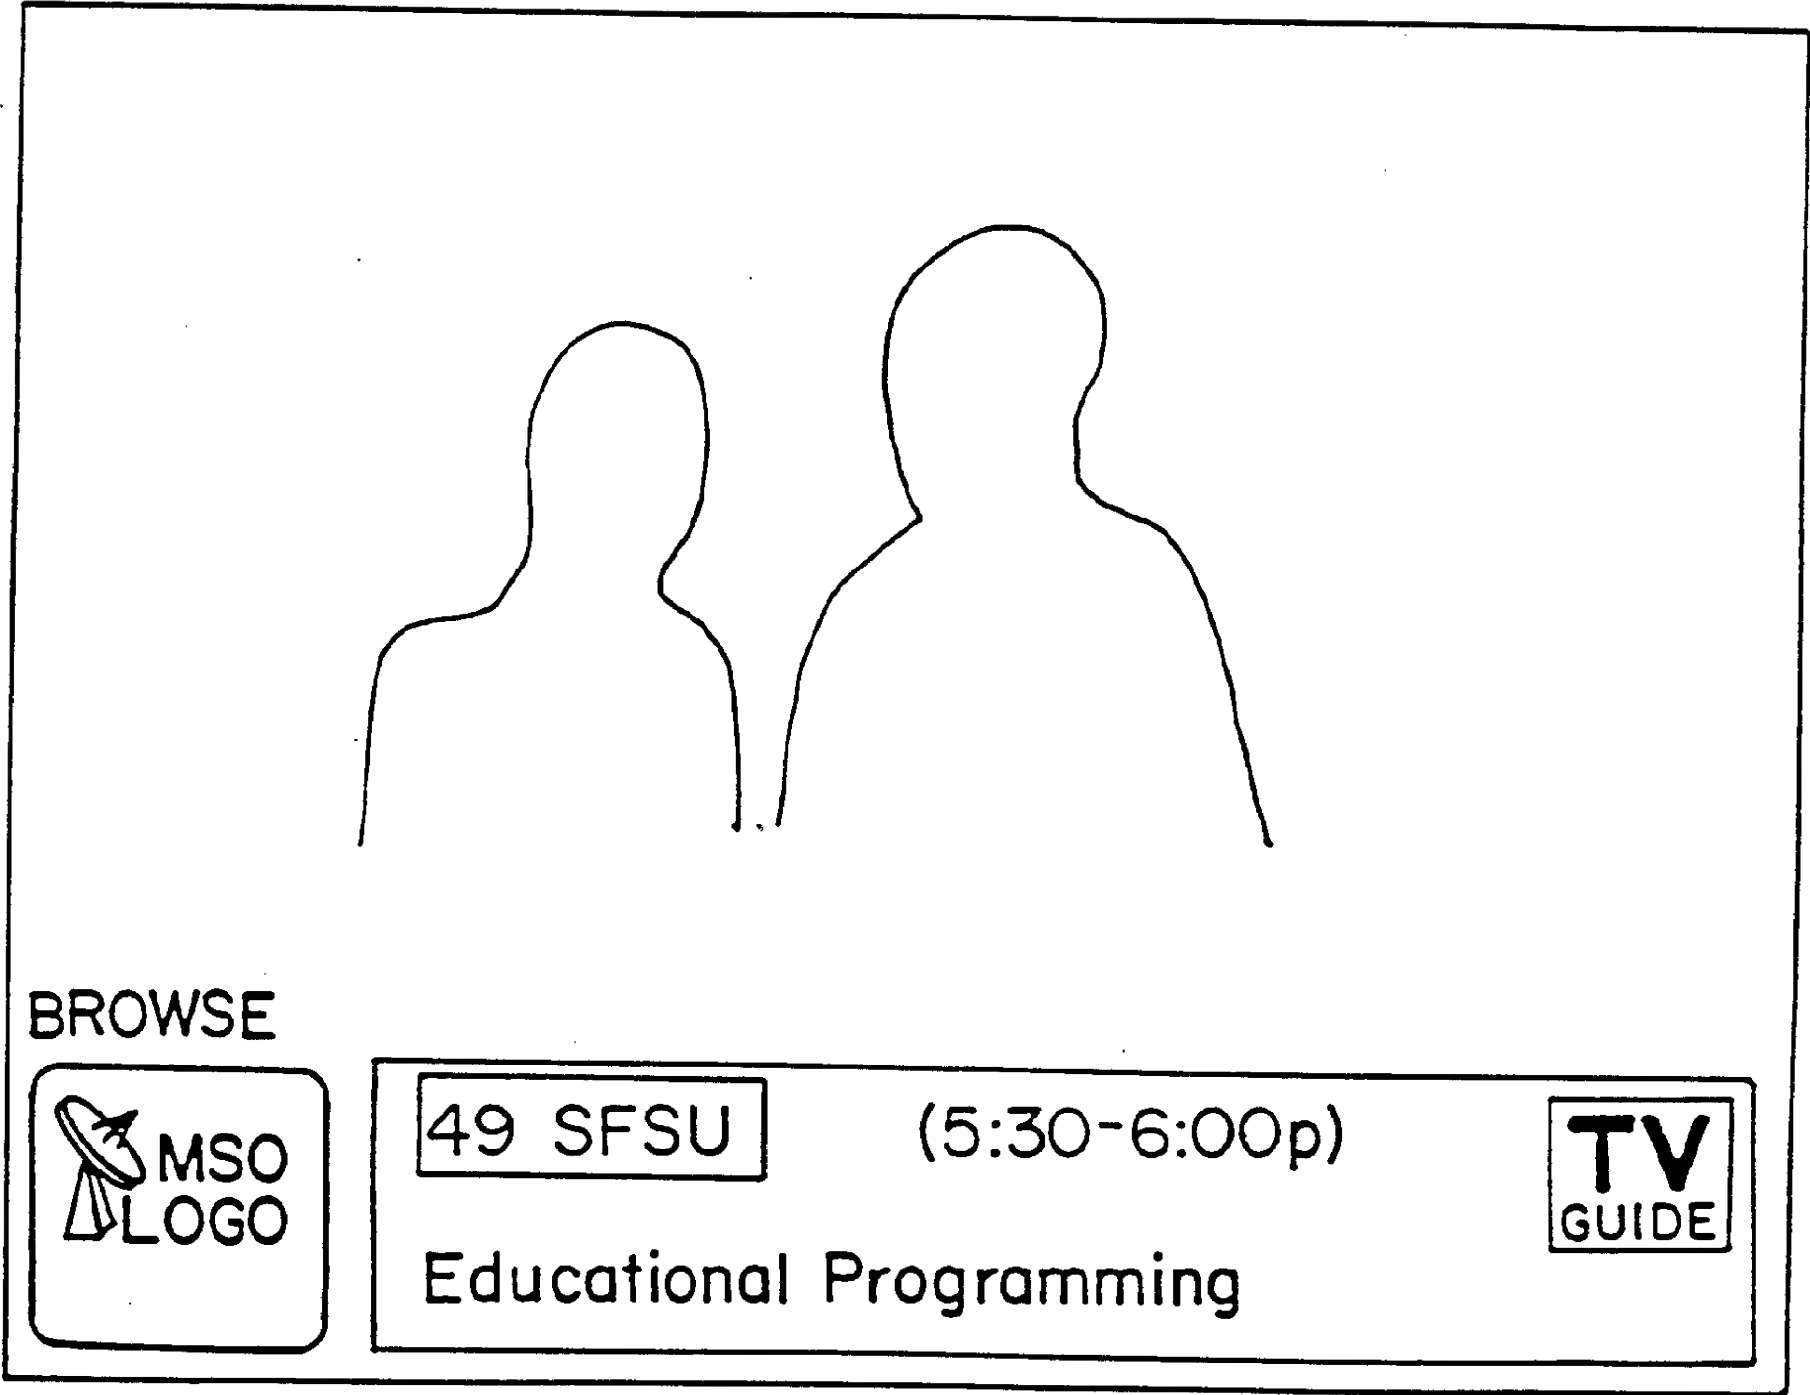 BROWSE
MSO
LOGO
49 SFSU (5:30-6:00p)
Educational Programming
TV
GUIDE